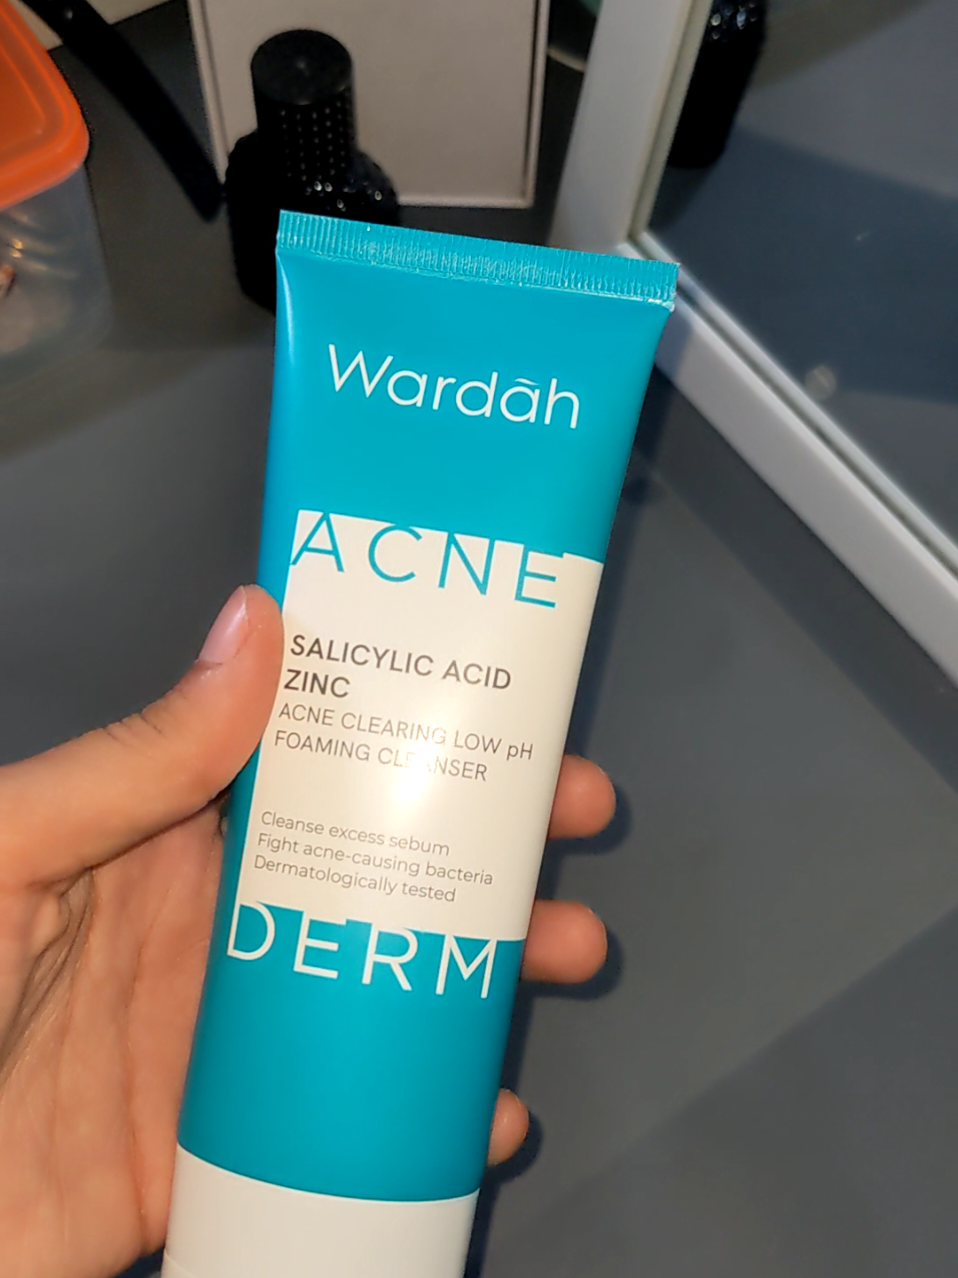 Wardãh
ACNE
SALICYLIC ACID
ZINC
ACNE CLEARING LOW pH
FOAMING CLEANSER
Cleanse excess sebum
Fight acne-causing bacteria
Dermatologically tested
DERM